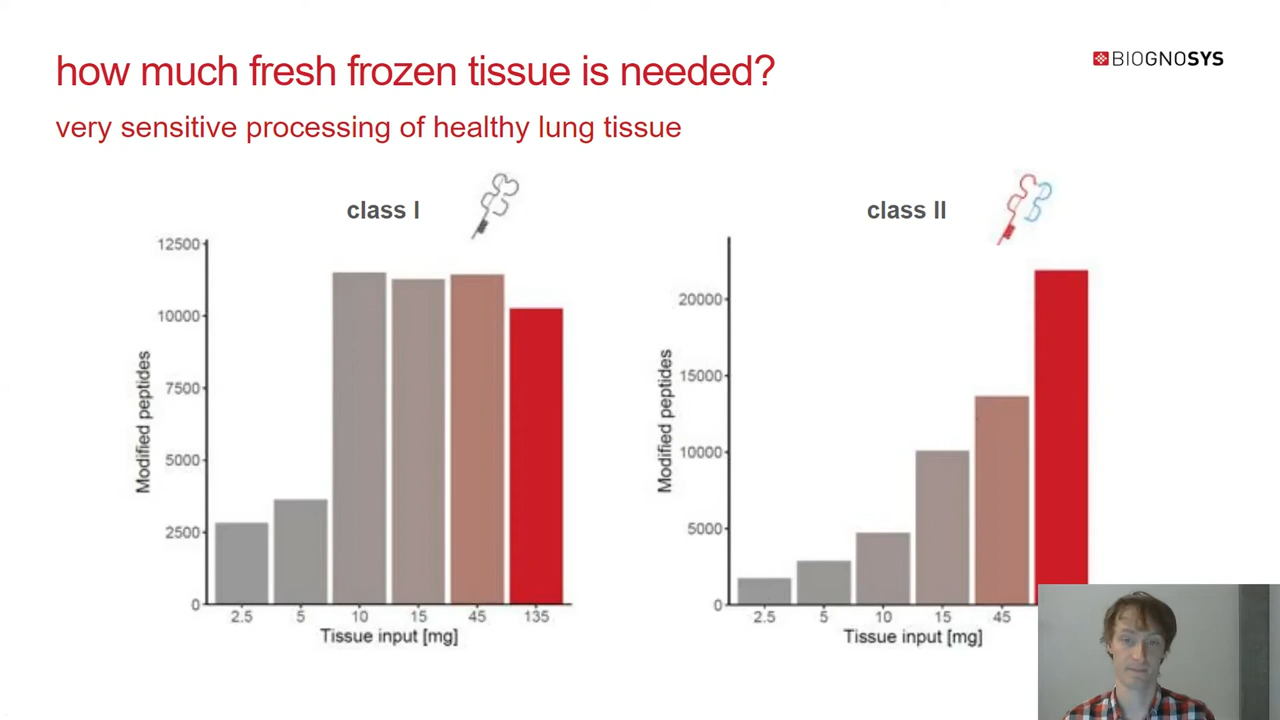 how much fresh frozen tissue is needed?
BIOGNOSYS
very sensitive processing of healthy lung tissue
class I
12500
10000
7500
5000
2500
0
Modified peptides
2.5 5 10 15 45 135
Tissue input [mg]
class II
20000
15000
10000
5000
0
Modified peptides
2.5 5 10 15 45
Tissue input [mg]